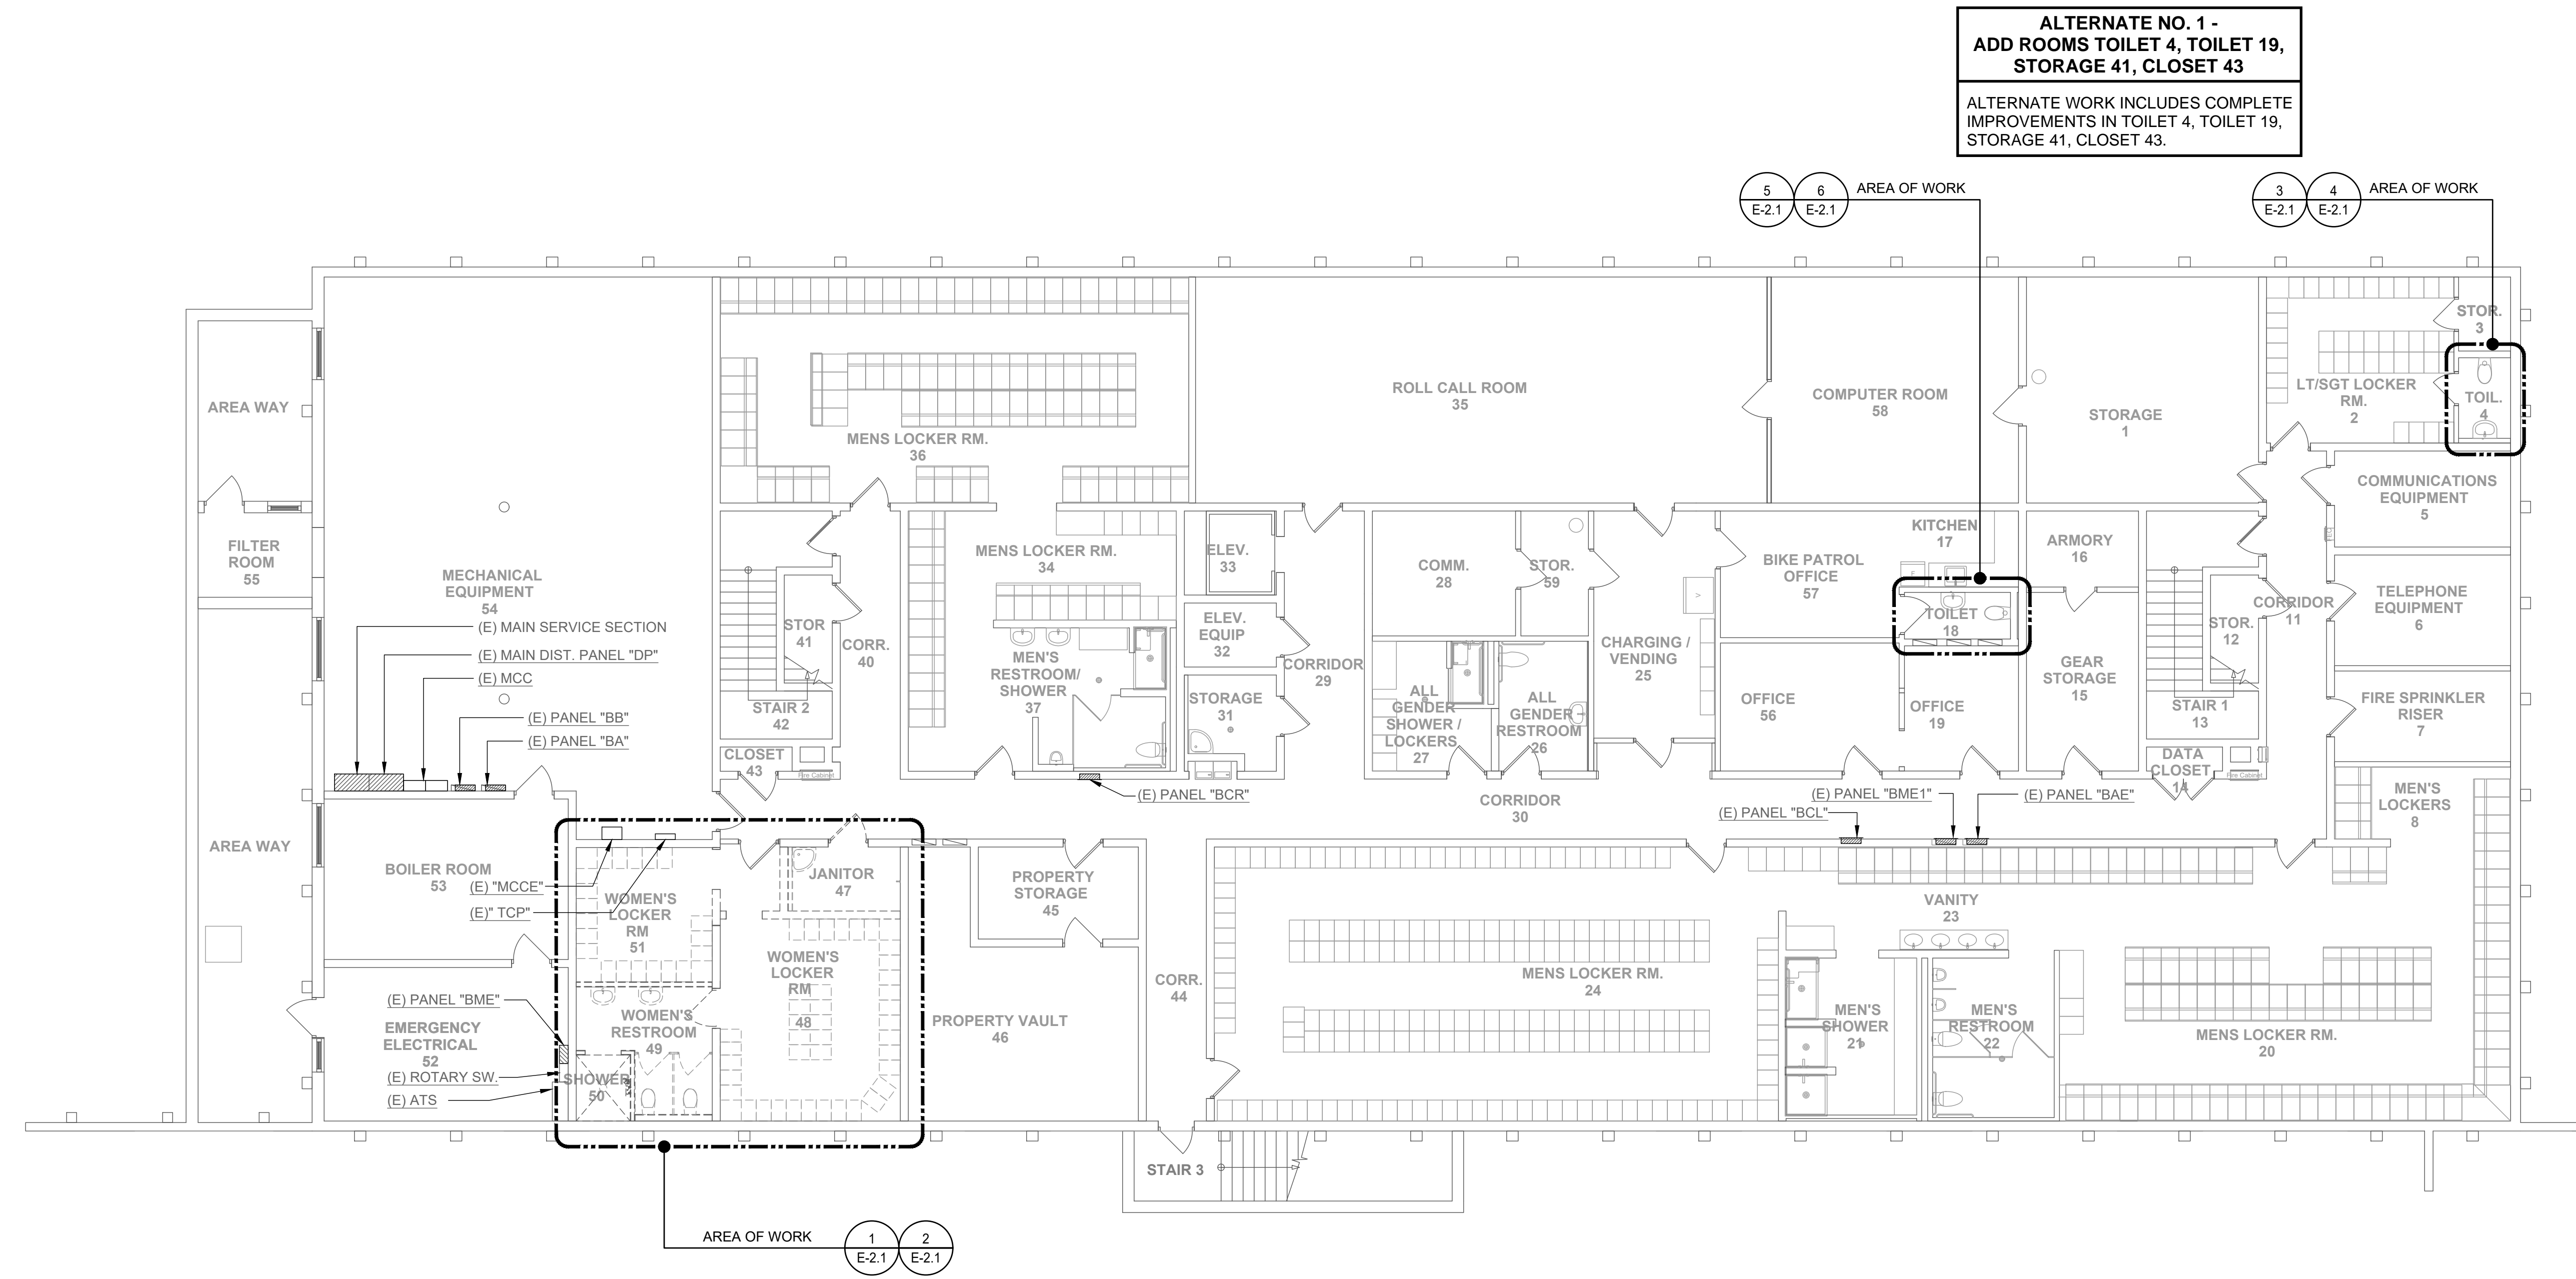 ALTERNATE NO. 1 -
ADD ROOMS TOILET 4, TOILET 19,
STORAGE 41, CLOSET 43
ALTERNATE WORK INCLUDES COMPLETE
IMPROVEMENTS IN TOILET 4, TOILET 19,
STORAGE 41, CLOSET 43.
5
E-2.1
6
E-2.1
AREA OF WORK
3
E-2.1
4
E-2.1
AREA OF WORK
STOR.
3
LT/SGT LOCKER
RM.
2
TOIL.
4
AREA WAY
ROLL CALL ROOM
35
COMPUTER ROOM
58
STORAGE
1
MENS LOCKER RM.
36
COMMUNICATIONS
EQUIPMENT
5
FILTER
ROOM
55
MECHANICAL
EQUIPMENT
54
MENS LOCKER RM.
34
ELEV.
33
COMM.
28
STOR.
59
BIKE PATROL
OFFICE
57
KITCHEN
17
ARMORY
16
TELEPHONE
EQUIPMENT
6
CORRIDOR
11
STOR.
12
TOILET
18
(E) MAIN SERVICE SECTION
(E) MAIN DIST. PANEL "DP"
(E) MCC
(E) PANEL "BB"
(E) PANEL "BA"
STOR
41
CORR.
40
ELEV.
EQUIP
32
MEN'S
RESTROOM/
SHOWER
37
CORRIDOR
29
CHARGING /
VENDING
25
GEAR
STORAGE
15
STAIR 2
42
STORAGE
31
ALL
GENDER
SHOWER /
LOCKERS
27
ALL
GENDER
RESTROOM
26
OFFICE
56
OFFICE
19
STAIR 1
13
FIRE SPRINKLER
RISER
7
CLOSET
43
Fire Cabinet
DATA
CLOSET
14
Fire Cabinet
V
F
(E) PANEL "BCR"
CORRIDOR
30
(E) PANEL "BCL"
(E) PANEL "BME1"
(E) PANEL "BAE"
MEN'S
LOCKERS
8
AREA WAY
BOILER ROOM
53
(E) "MCCE"
(E)" TCP"
WOMEN'S
LOCKER
RM
51
JANITOR
47
PROPERTY
STORAGE
45
VANITY
23
WOMEN'S
LOCKER
RM
48
CORR.
44
MENS LOCKER RM.
24
(E) PANEL "BME"
EMERGENCY
ELECTRICAL
52
(E) ROTARY SW.
(E) ATS
WOMEN'S
RESTROOM
49
SHOWER
50
PROPERTY VAULT
46
MEN'S
SHOWER
21
MEN'S
RESTROOM
22
MENS LOCKER RM.
20
STAIR 3
AREA OF WORK
1
E-2.1
2
E-2.1